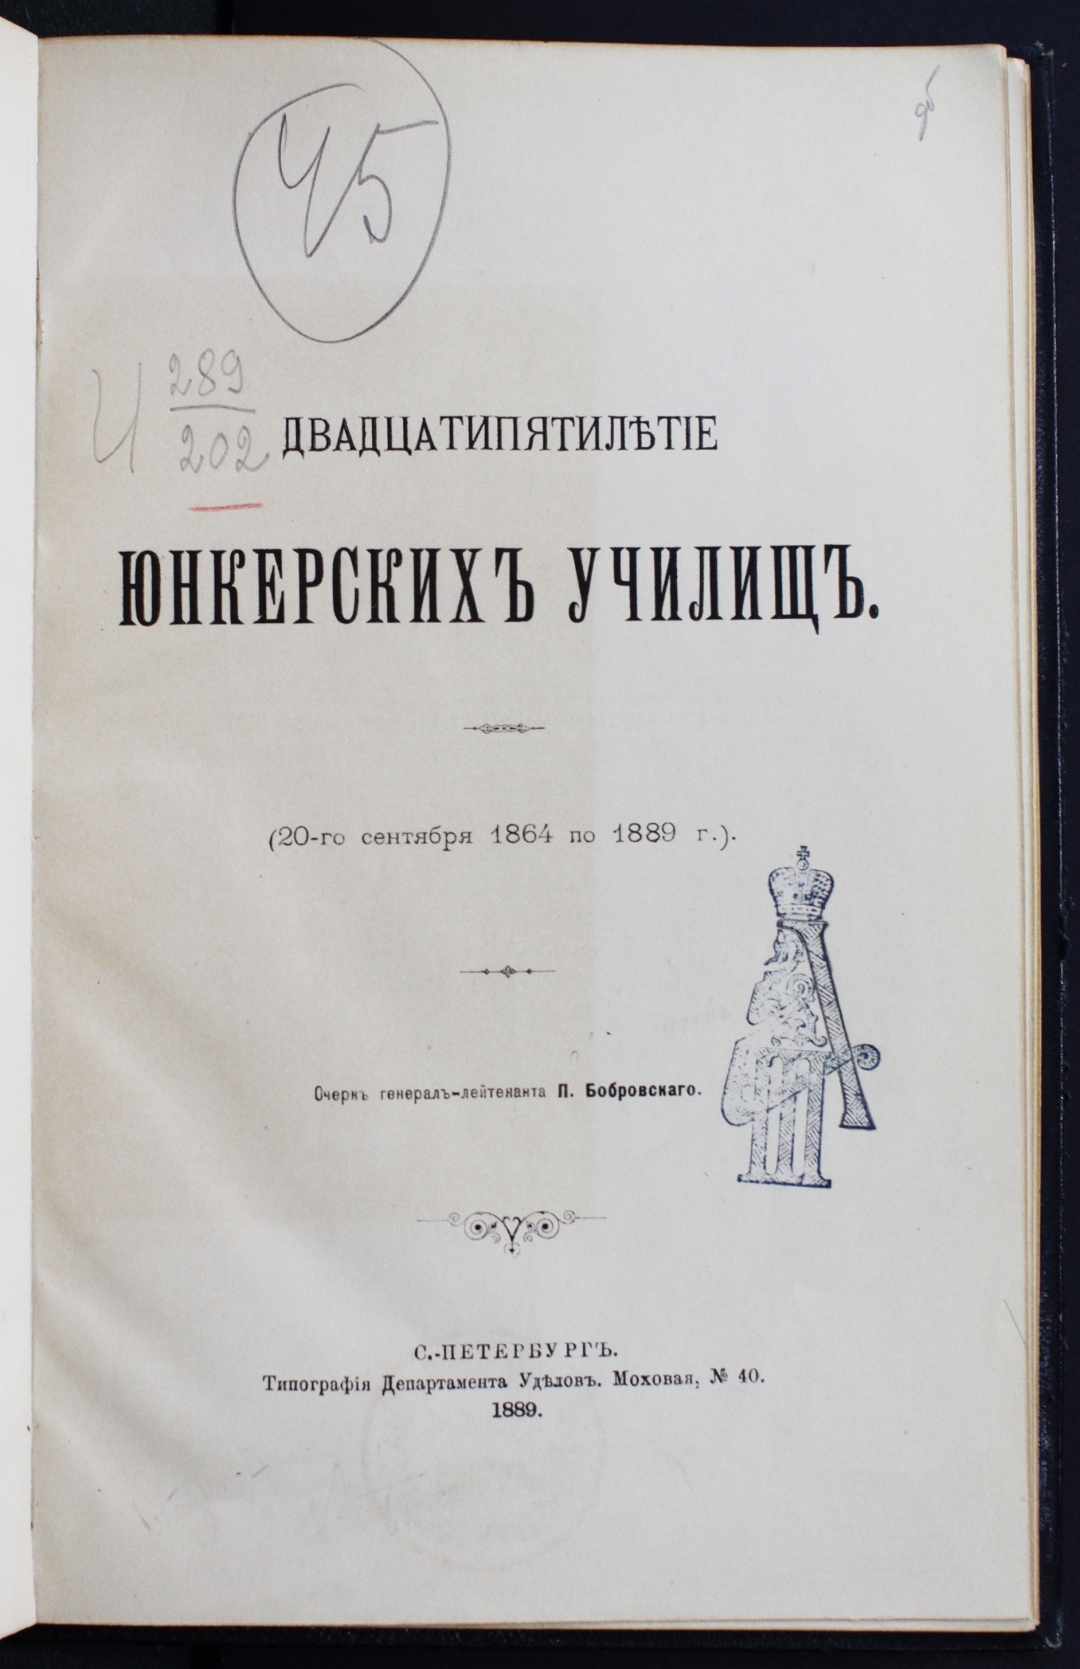 45
Ц 289
202
ДВАДЦАТИПЯТИЛѢТІЕ
ЮНКЕРСКИХЪ УЧИЛИЩЪ.
(20-го сентября 1864 по 1889 г.).
Очеркъ генералъ-лейтенанта П. Бобровскаго.
С.-ПЕТЕРБУРГЪ.
Типографія Департамента Удѣловъ. Моховая, № 40.
1889.